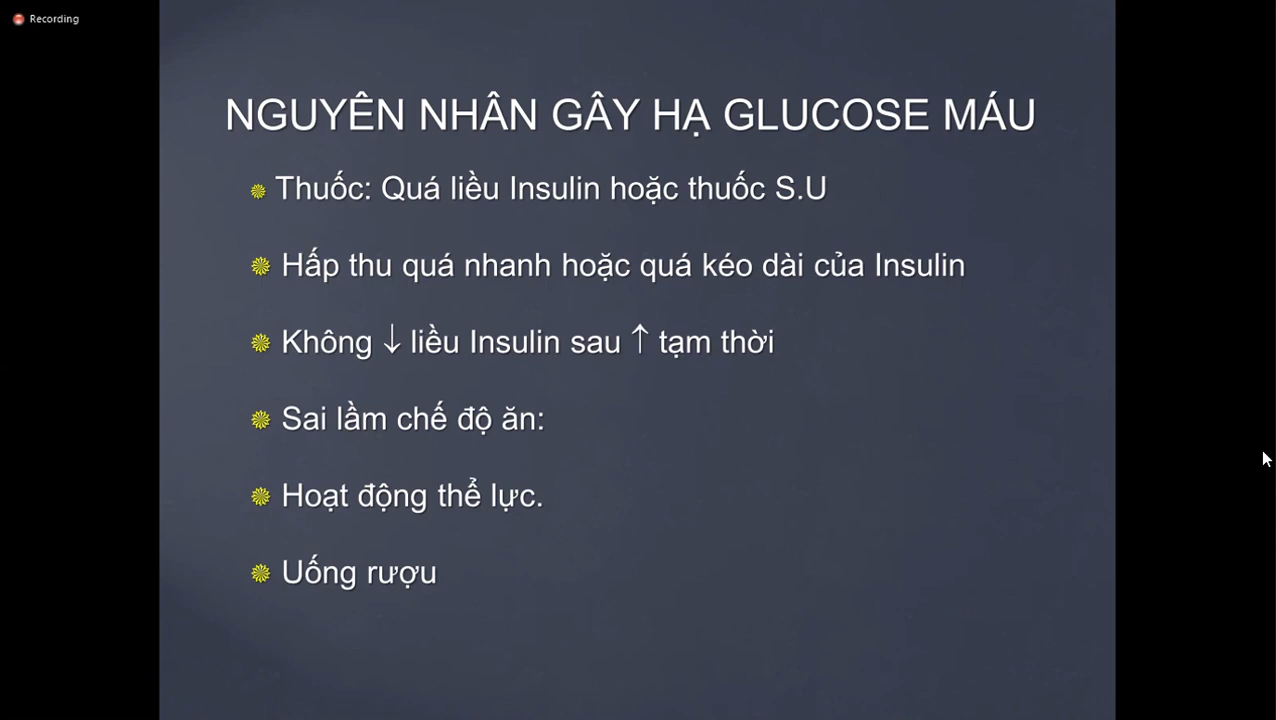 Recording
NGUYÊN NHÂN GÂY HẠ GLUCOSE MÁU
Thuốc: Quá liều Insulin hoặc thuốc S.U
Hấp thu quá nhanh hoặc quá kéo dài của Insulin
Không ↓ liều Insulin sau ↑ tạm thời
Sai lầm chế độ ăn:
Hoạt động thể lực.
Uống rượu